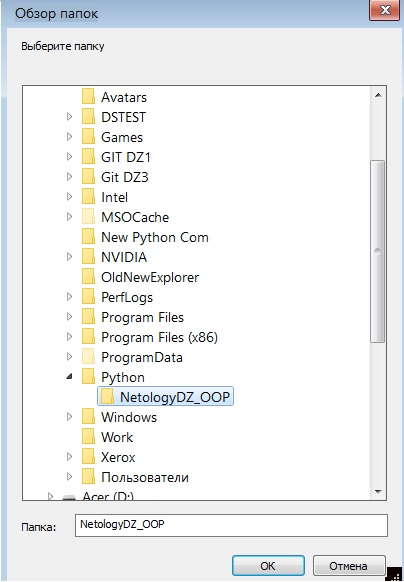 Обзор папок
Выберите папку
Avatars
DSTEST
Games
GIT DZ1
Git DZ3
Intel
MSOCache
New Python Com
NVIDIA
OldNewExplorer
PerfLogs
Program Files
Program Files (x86)
ProgramData
Python
NetologyDZ_OOP
Windows
Work
Xerox
Пользователи
Acer (D:)
Папка: NetologyDZ_OOP
OK Отмена